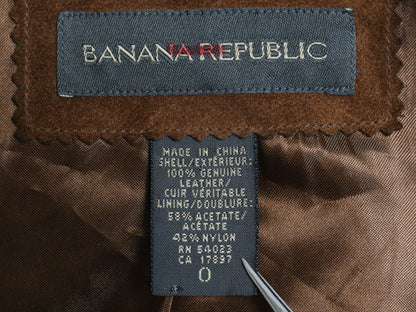 BANANA REPUBLIC
MADE IN CHINA
SHELL/EXTÉRIEUR:
100% GENUINE
LEATHER/
CUIR VÉRITABLE
LINING/DOUBLURE:
58% ACETATE/
ACÉTATE
42% NYLON
RN 54023
CA 17897
0